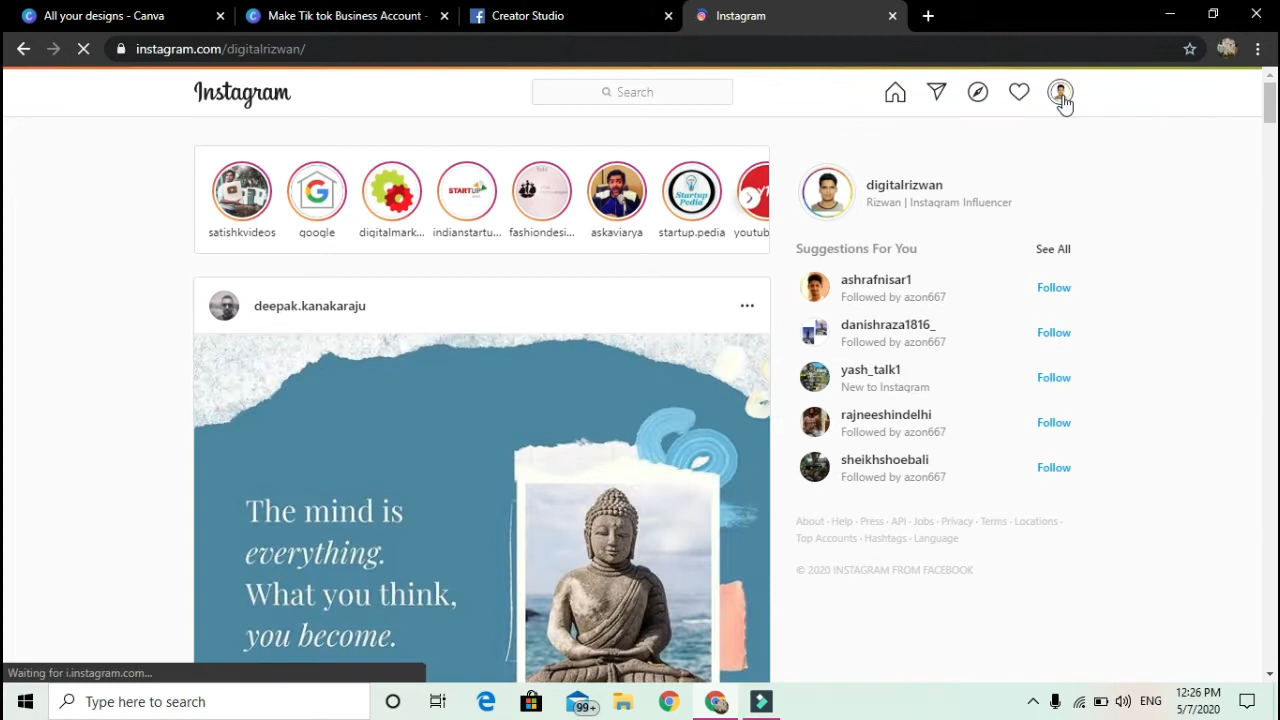 All your designs - Canva
Make Tik Tok Business Account -
Creator Studio
Instagram
instagram.com/digitalrizwan/
Instagram
Search
satishkvideos
google
digitalmark...
indianstartu...
fashiondesi...
askaviarya
startup.pedia
youtub
STARTUP
Startup
Pedia
digitalrizwan
Rizwan | Instagram Influencer
Suggestions For You
See All
ashrafnisar1
Followed by azon667
Follow
danishraza1816_
Followed by azon667
Follow
yash_talk1
New to Instagram
Follow
rajneeshindelhi
Followed by azon667
Follow
sheikhshoebali
Followed by azon667
Follow
About · Help · Press · API · Jobs · Privacy · Terms · Locations ·
Top Accounts · Hashtags · Language
© 2020 INSTAGRAM FROM FACEBOOK
deepak.kanakaraju
The mind is
everything.
What you think,
you become.
Waiting for i.instagram.com...
Type here to search
99+
ENG
12:26 PM
5/7/2020